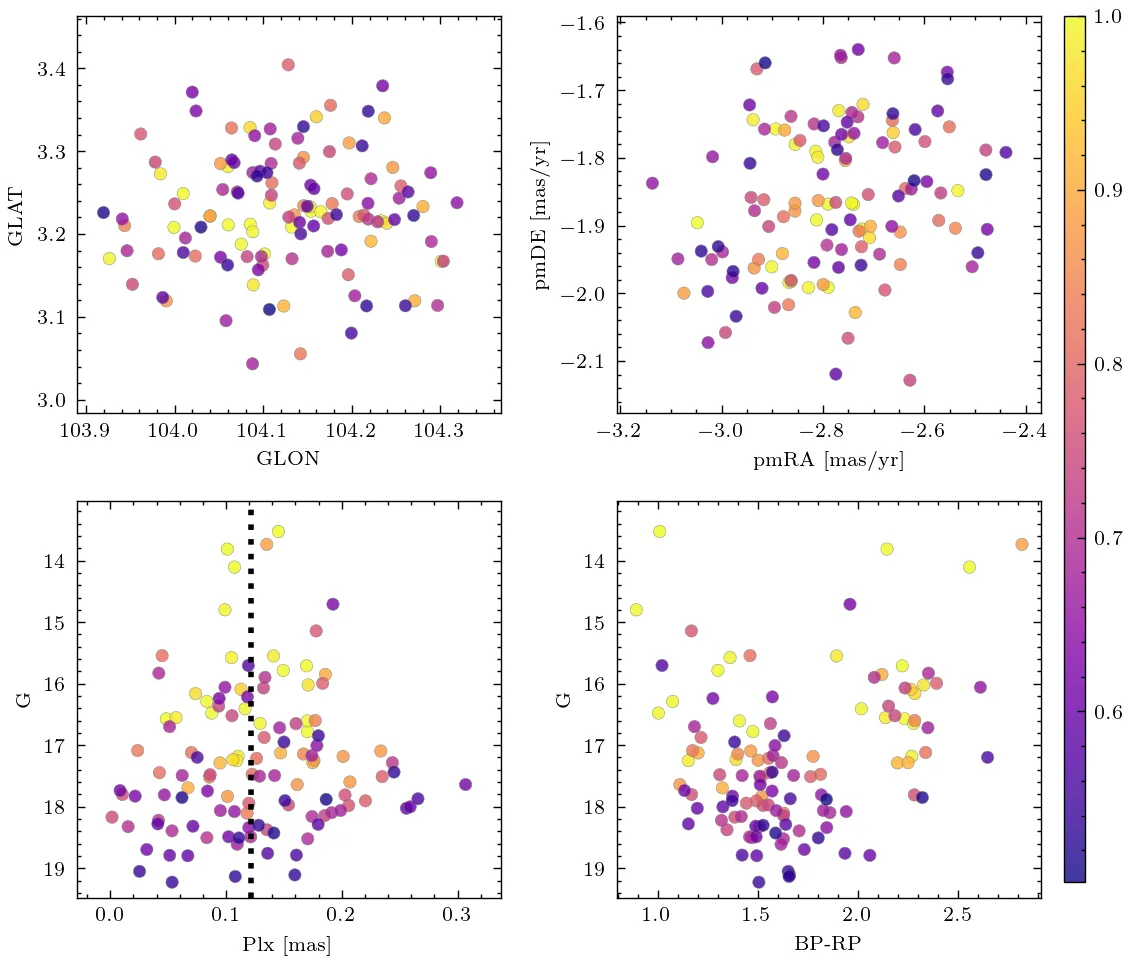 3.4
3.3
3.2
3.1
3.0
GLAT
103.9 104.0 104.1 104.2 104.3
GLON
−1.6
−1.7
−1.8
−1.9
−2.0
−2.1
pmDE [mas/yr]
−3.2 −3.0 −2.8 −2.6 −2.4
pmRA [mas/yr]
14
15
16
17
18
19
G
0.0 0.1 0.2 0.3
Plx [mas]
14
15
16
17
18
19
G
1.0 1.5 2.0 2.5
BP-RP
1.0
0.9
0.8
0.7
0.6